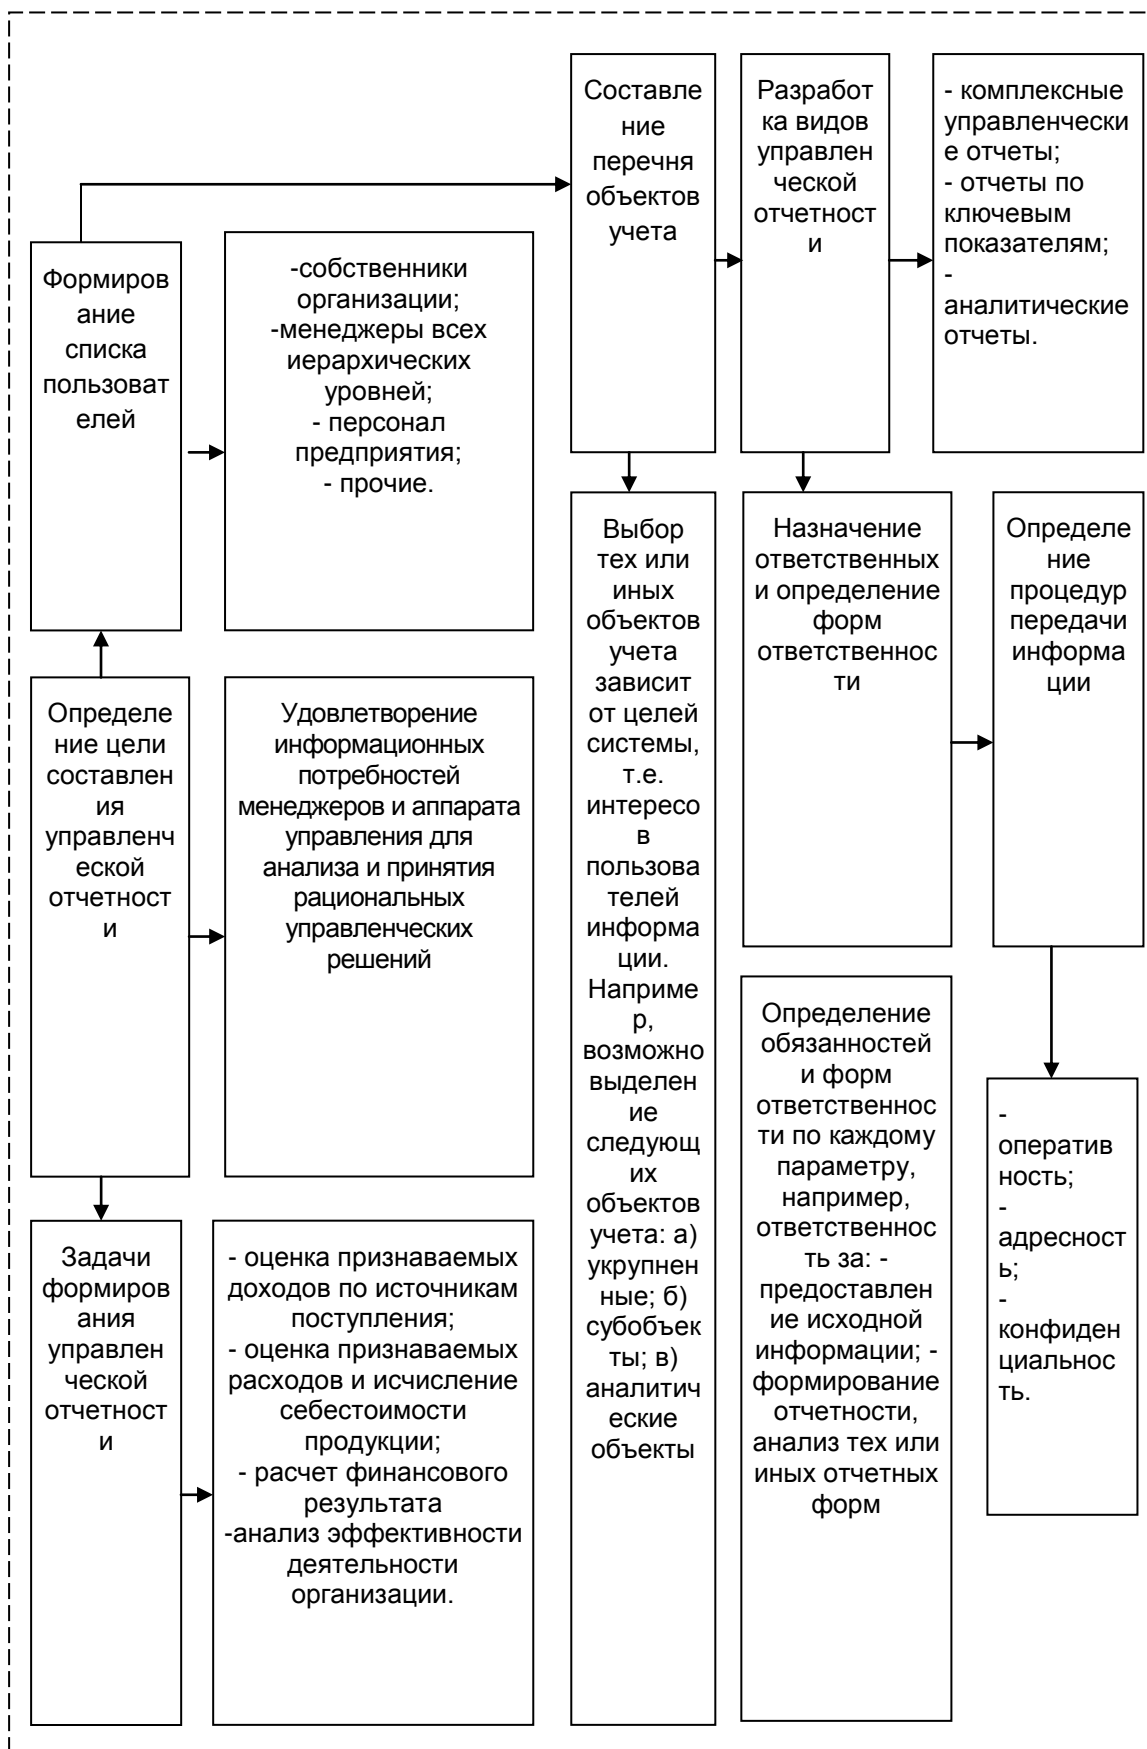 Составле
ние
перечня
объектов
учета
Разработ
ка видов
управлен
ческой
отчетност
и
- комплексные
управленчески
е отчеты;
- отчеты по
ключевым
показателям;
-
аналитические
отчеты.
Формиров
ание
списка
пользоват
елей
-собственники
организации;
-менеджеры всех
иерархических
уровней;
- персонал
предприятия;
- прочие.
Выбор
тех или
иных
объектов
учета
зависит
от целей
системы,
т.е.
интересо
в
пользова
телей
информа
ции.
Наприме
р,
возможно
выделен
ие
следующ
их
объектов
учета: а)
укрупнен
ные; б)
субобъек
ты; в)
аналитич
еские
объекты
Назначение
ответственных
и определение
форм
ответственнос
ти
Определе
ние
процедур
передачи
информа
ции
Определе
ние цели
составлен
ия
управленч
еской
отчетност
и
Удовлетворение
информационных
потребностей
менеджеров и аппарата
управления для
анализа и принятия
рациональных
управленческих
решений
Определение
обязанностей
и форм
ответственнос
ти по каждому
параметру,
например,
ответственнос
ть за: -
предоставлен
ие исходной
информации; -
формирование
отчетности,
анализ тех или
иных отчетных
форм
-
оператив
ность;
-
адресност
ь;
-
конфиден
циальнос
ть.
Задачи
формиров
ания
управлен
ческой
отчетност
и
- оценка признаваемых
доходов по источникам
поступления;
- оценка признаваемых
расходов и исчисление
себестоимости
продукции;
- расчет финансового
результата
-анализ эффективности
деятельности
организации.